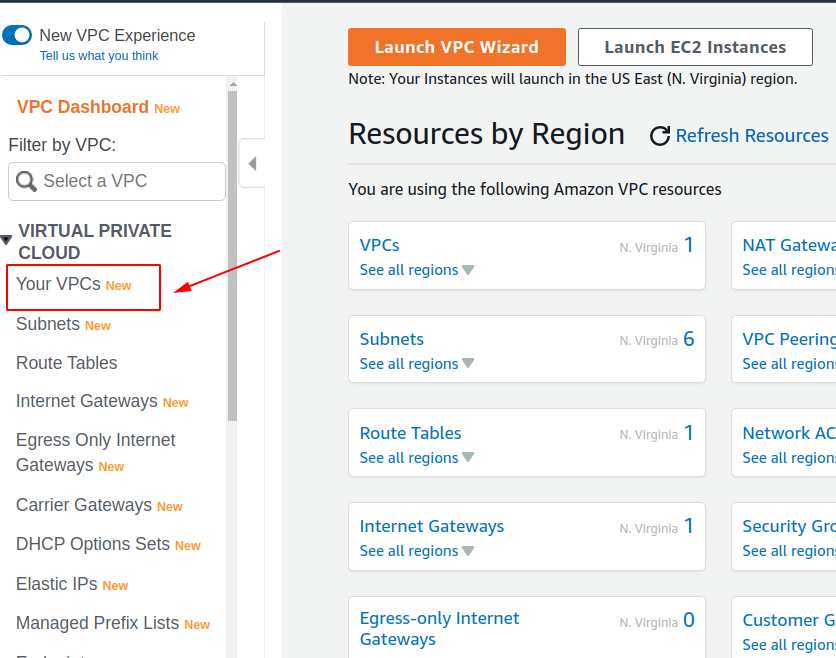 New VPC Experience
Tell us what you think
VPC Dashboard New
Filter by VPC:
Select a VPC
VIRTUAL PRIVATE
CLOUD
Your VPCs New
Subnets New
Route Tables
Internet Gateways New
Egress Only Internet
Gateways New
Carrier Gateways New
DHCP Options Sets New
Elastic IPs New
Managed Prefix Lists New
Launch VPC Wizard
Launch EC2 Instances
Note: Your Instances will launch in the US East (N. Virginia) region.
Resources by Region
Refresh Resources
You are using the following Amazon VPC resources
VPCs N. Virginia 1
See all regions
Subnets N. Virginia 6
See all regions
Route Tables N. Virginia 1
See all regions
Internet Gateways N. Virginia 1
See all regions
Egress-only Internet N. Virginia 0
Gateways
NAT Gatewa
See all region
VPC Peering
See all region
Network AC
See all region
Security Gro
See all region
Customer G
See all region